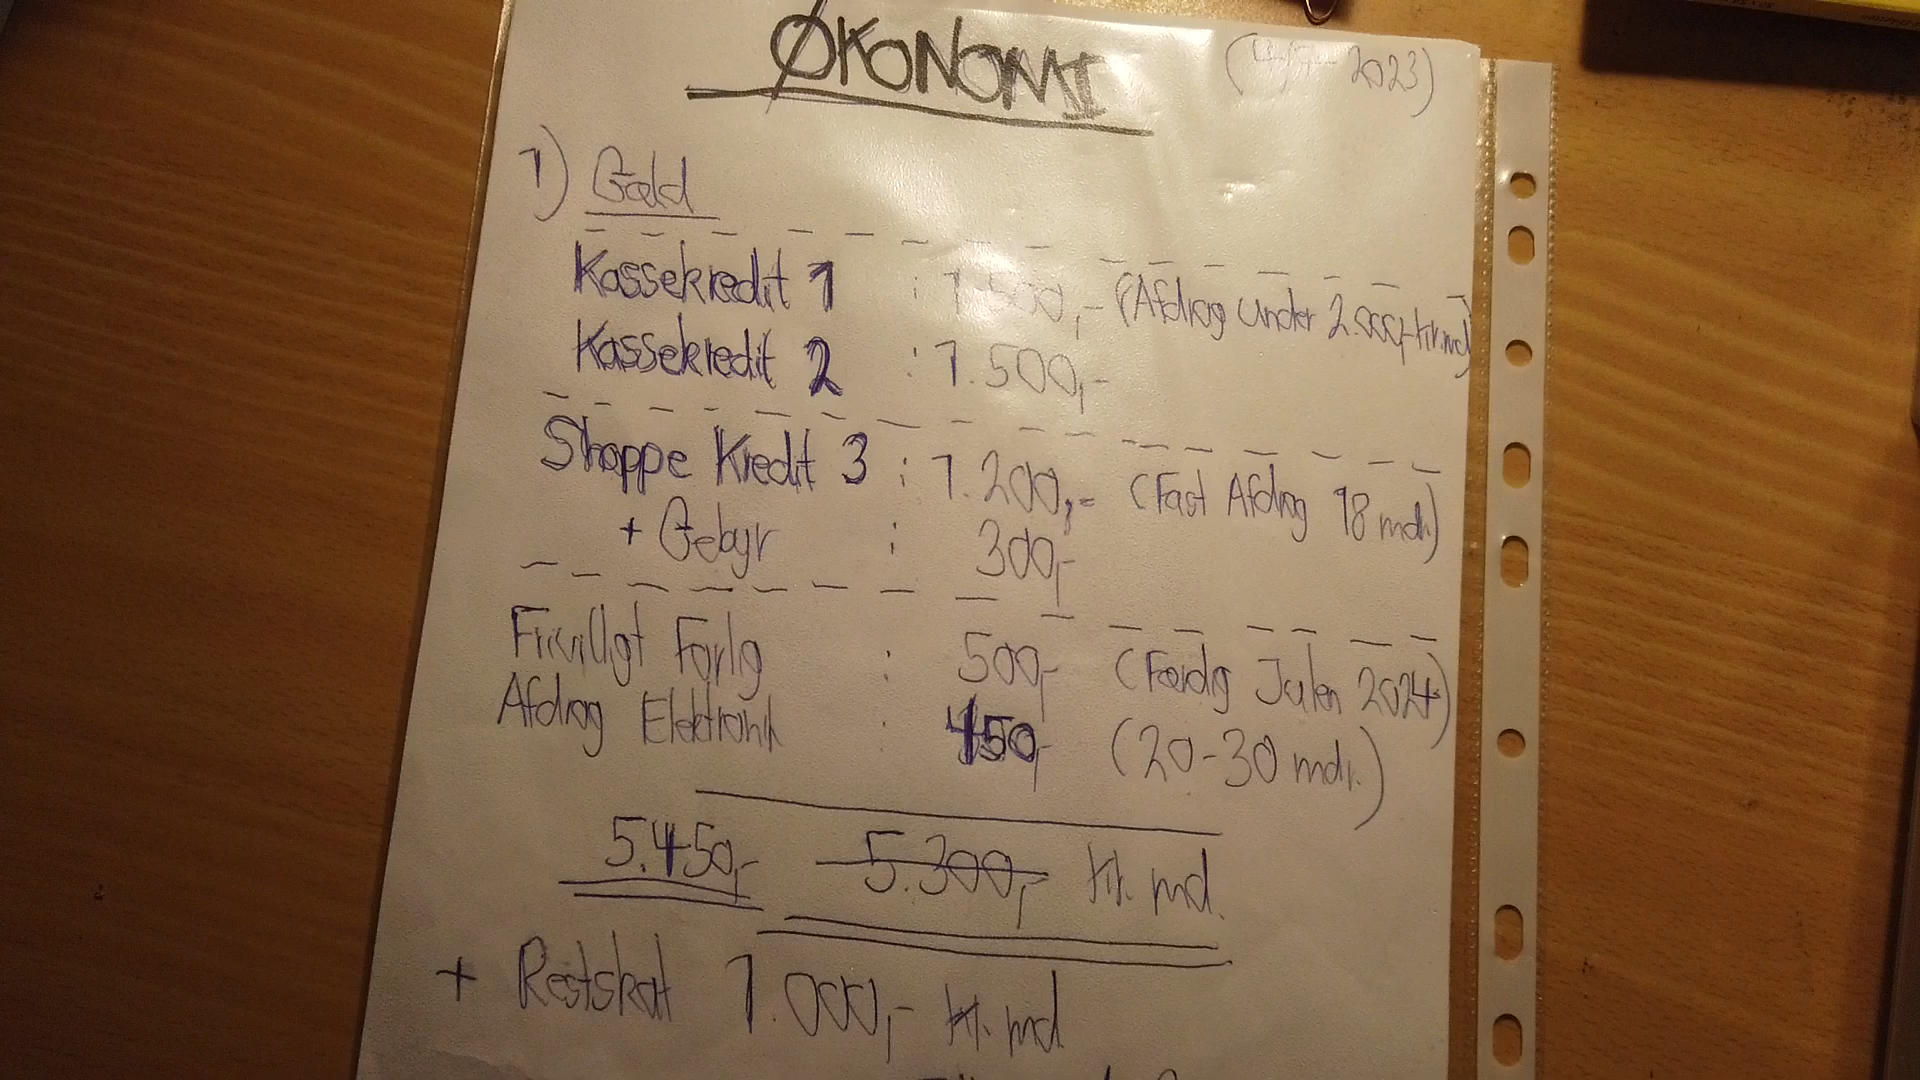 ØKONOMI
2023)
1) Gæld
Kassekredit 1 : 1.500,- (Afdrag under 2.000,- kr. md)
Kassekredit 2 : 1.500,-
Shoppe Kredit 3 : 1.200,- (Fast Afdrag 18 mdr.)
+ Gebyr : 300,-
Frivilligt Forlig : 500,- (Færdig Julen 2024)
Afdrag Elektronik : 450,- (20-30 mdr.)
5.450,- 5.300,- kr. md.
+ Restskat 1.000,- kr. md